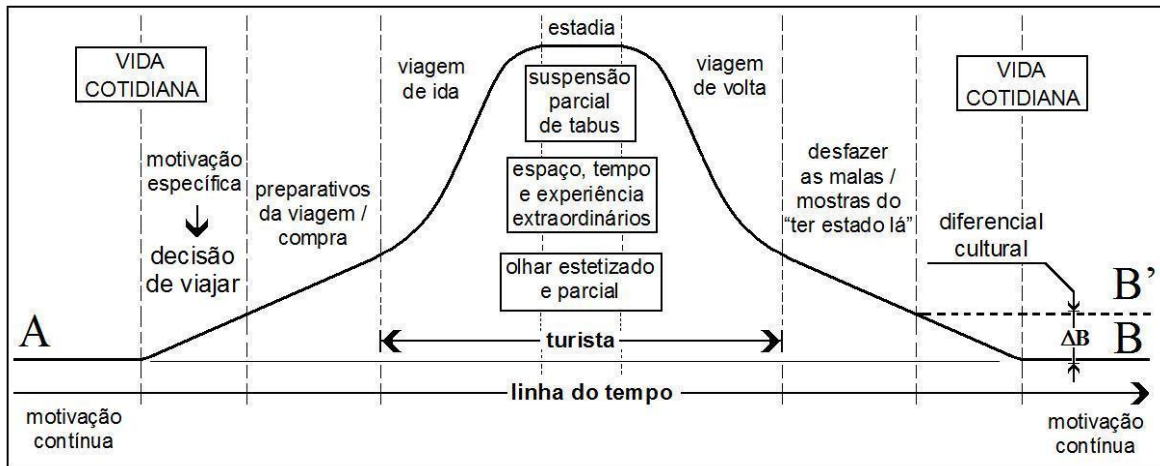 VIDA
COTIDIANA
motivação
específica
decisão
de viajar
preparativos
da viagem /
compra
viagem
de ida
estadia
suspensão
parcial
de tabus
espaço, tempo
e experiência
extraordinários
olhar estetizado
e parcial
viagem
de volta
desfazer
as malas /
mostras do
“ter estado lá”
VIDA
COTIDIANA
diferencial
cultural
A
turista
B’
ΔB
B
linha do tempo
motivação
contínua
motivação
contínua